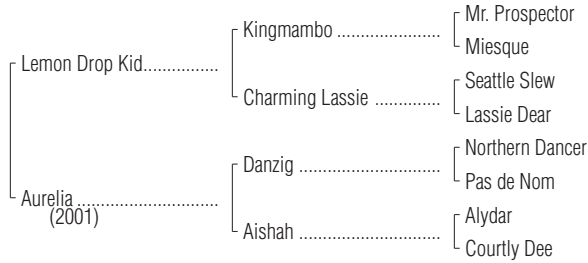 Mr. Prospector
Kingmambo ......................
Miesque
Lemon Drop Kid................
Seattle Slew
Charming Lassie ..............
Lassie Dear
Northern Dancer
Danzig ..............................
Pas de Nom
Aurelia ..............................
(2001)
Alydar
Aishah ..............................
Courtly Dee